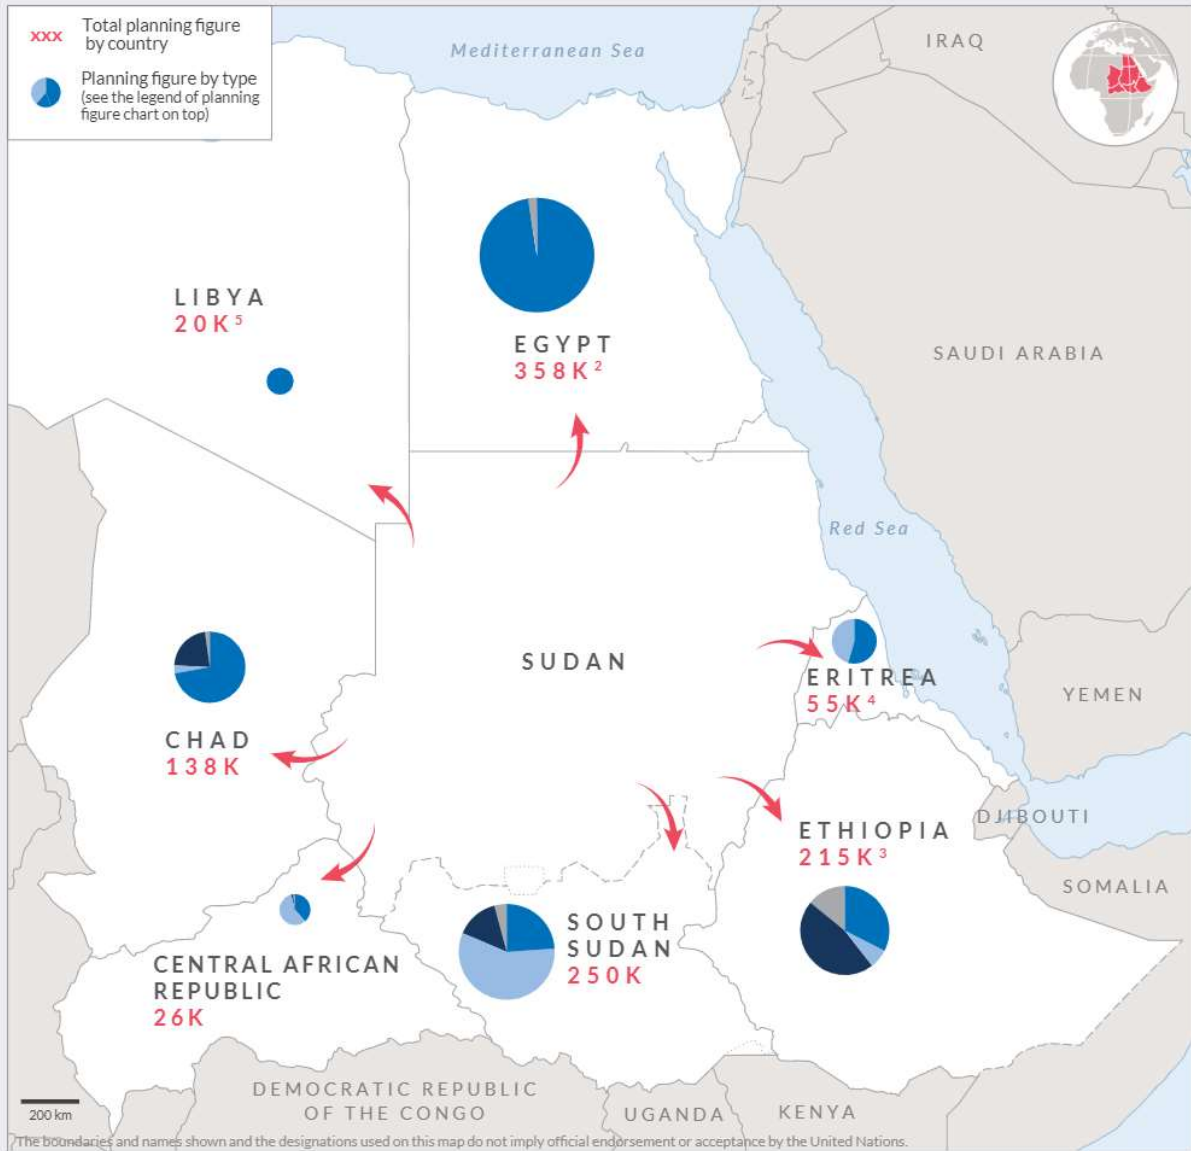 xxx Total planning figure
by country
Planning figure by type
(see the legend of planning
figure chart on top)
Mediterranean Sea
IRAQ
LIBYA
20K⁵
EGYPT
358K²
SAUDI ARABIA
Red Sea
SUDAN
ERITREA
55K⁴
YEMEN
CHAD
138K
DJIBOUTI
ETHIOPIA
215K³
SOMALIA
SOUTH
SUDAN
250K
CENTRAL AFRICAN
REPUBLIC
26K
DEMOCRATIC REPUBLIC
OF THE CONGO
UGANDA
KENYA
200 km
The boundaries and names shown and the designations used on this map do not imply official endorsement or acceptance by the United Nations.